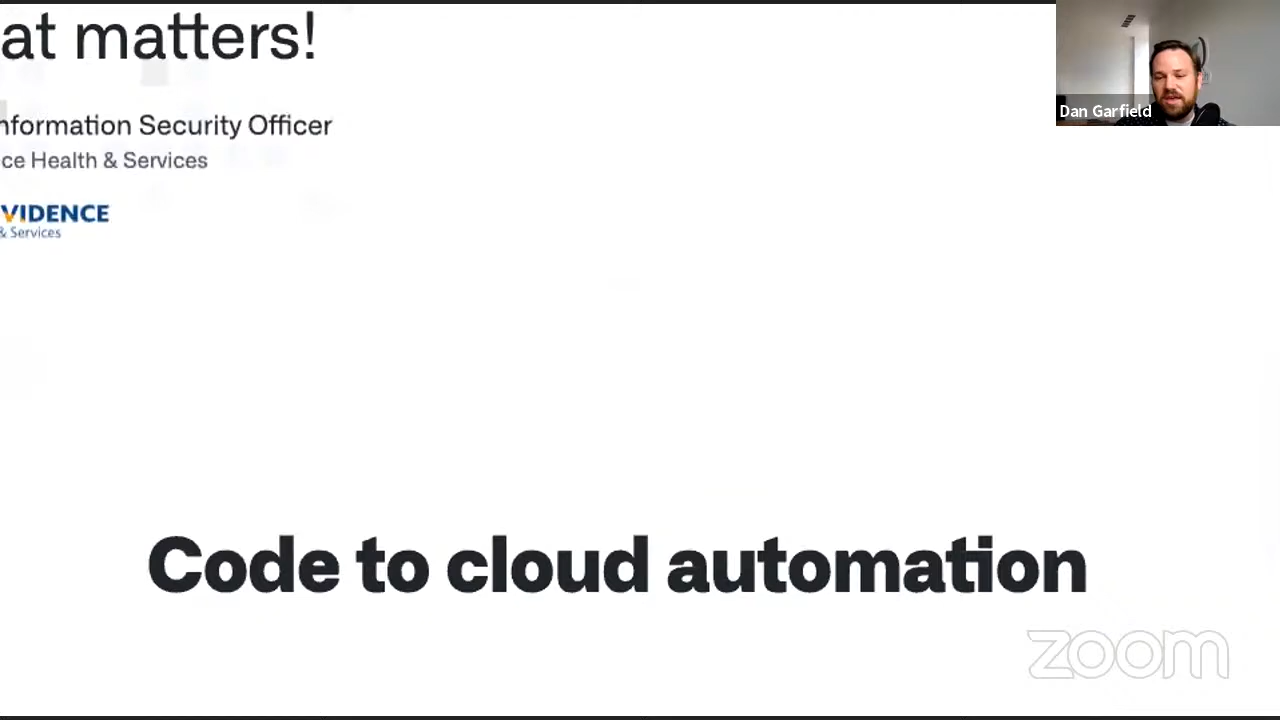 at matters!
nformation Security Officer
ce Health & Services
VIDENCE
& Services
Dan Garfield
Code to cloud automation
zoom